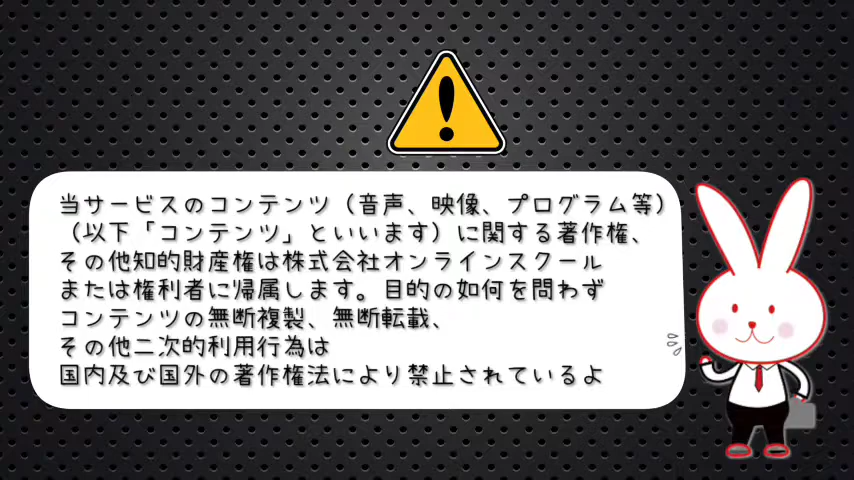 当サービスのコンテンツ（音声、映像、プログラム等）
（以下「コンテンツ」といいます）に関する著作権、
その他知的財産権は株式会社オンラインスクール
または権利者に帰属します。目的の如何を問わず
コンテンツの無断複製、無断転載、
その他二次的利用行為は
国内及び国外の著作権法により禁止されているよ